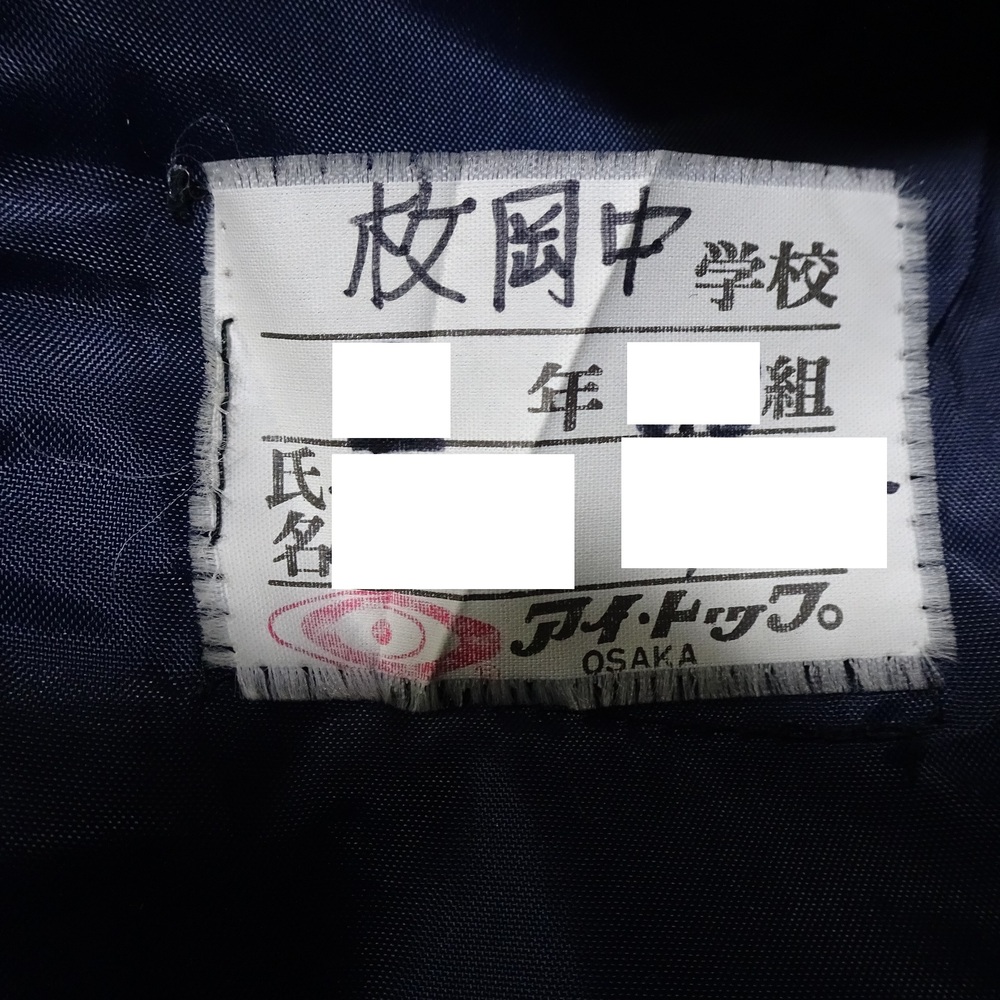 枚岡中学校
年 組
氏名
アイ・トップ。
OSAKA